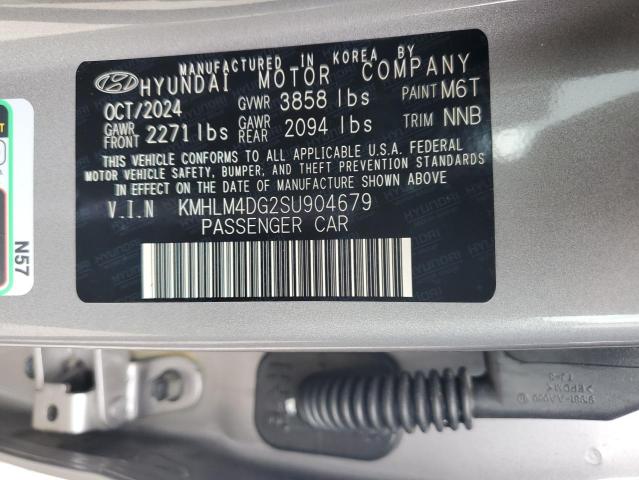 MANUFACTURED IN KOREA BY
HYUNDAI MOTOR COMPANY
OCT/2024 GVWR 3858 lbs PAINT M6T
GAWR FRONT 2271 lbs GAWR REAR 2094 lbs TRIM NNB
THIS VEHICLE CONFORMS TO ALL APPLICABLE U.S.A. FEDERAL
MOTOR VEHICLE SAFETY, BUMPER; AND THEFT PREVENTION STANDARDS
IN EFFECT ON THE DATE OF MANUFACTURE SHOWN ABOVE.
V.I.N KMHLM4DG2SU904679
PASSENGER CAR
N57
>EPDM<